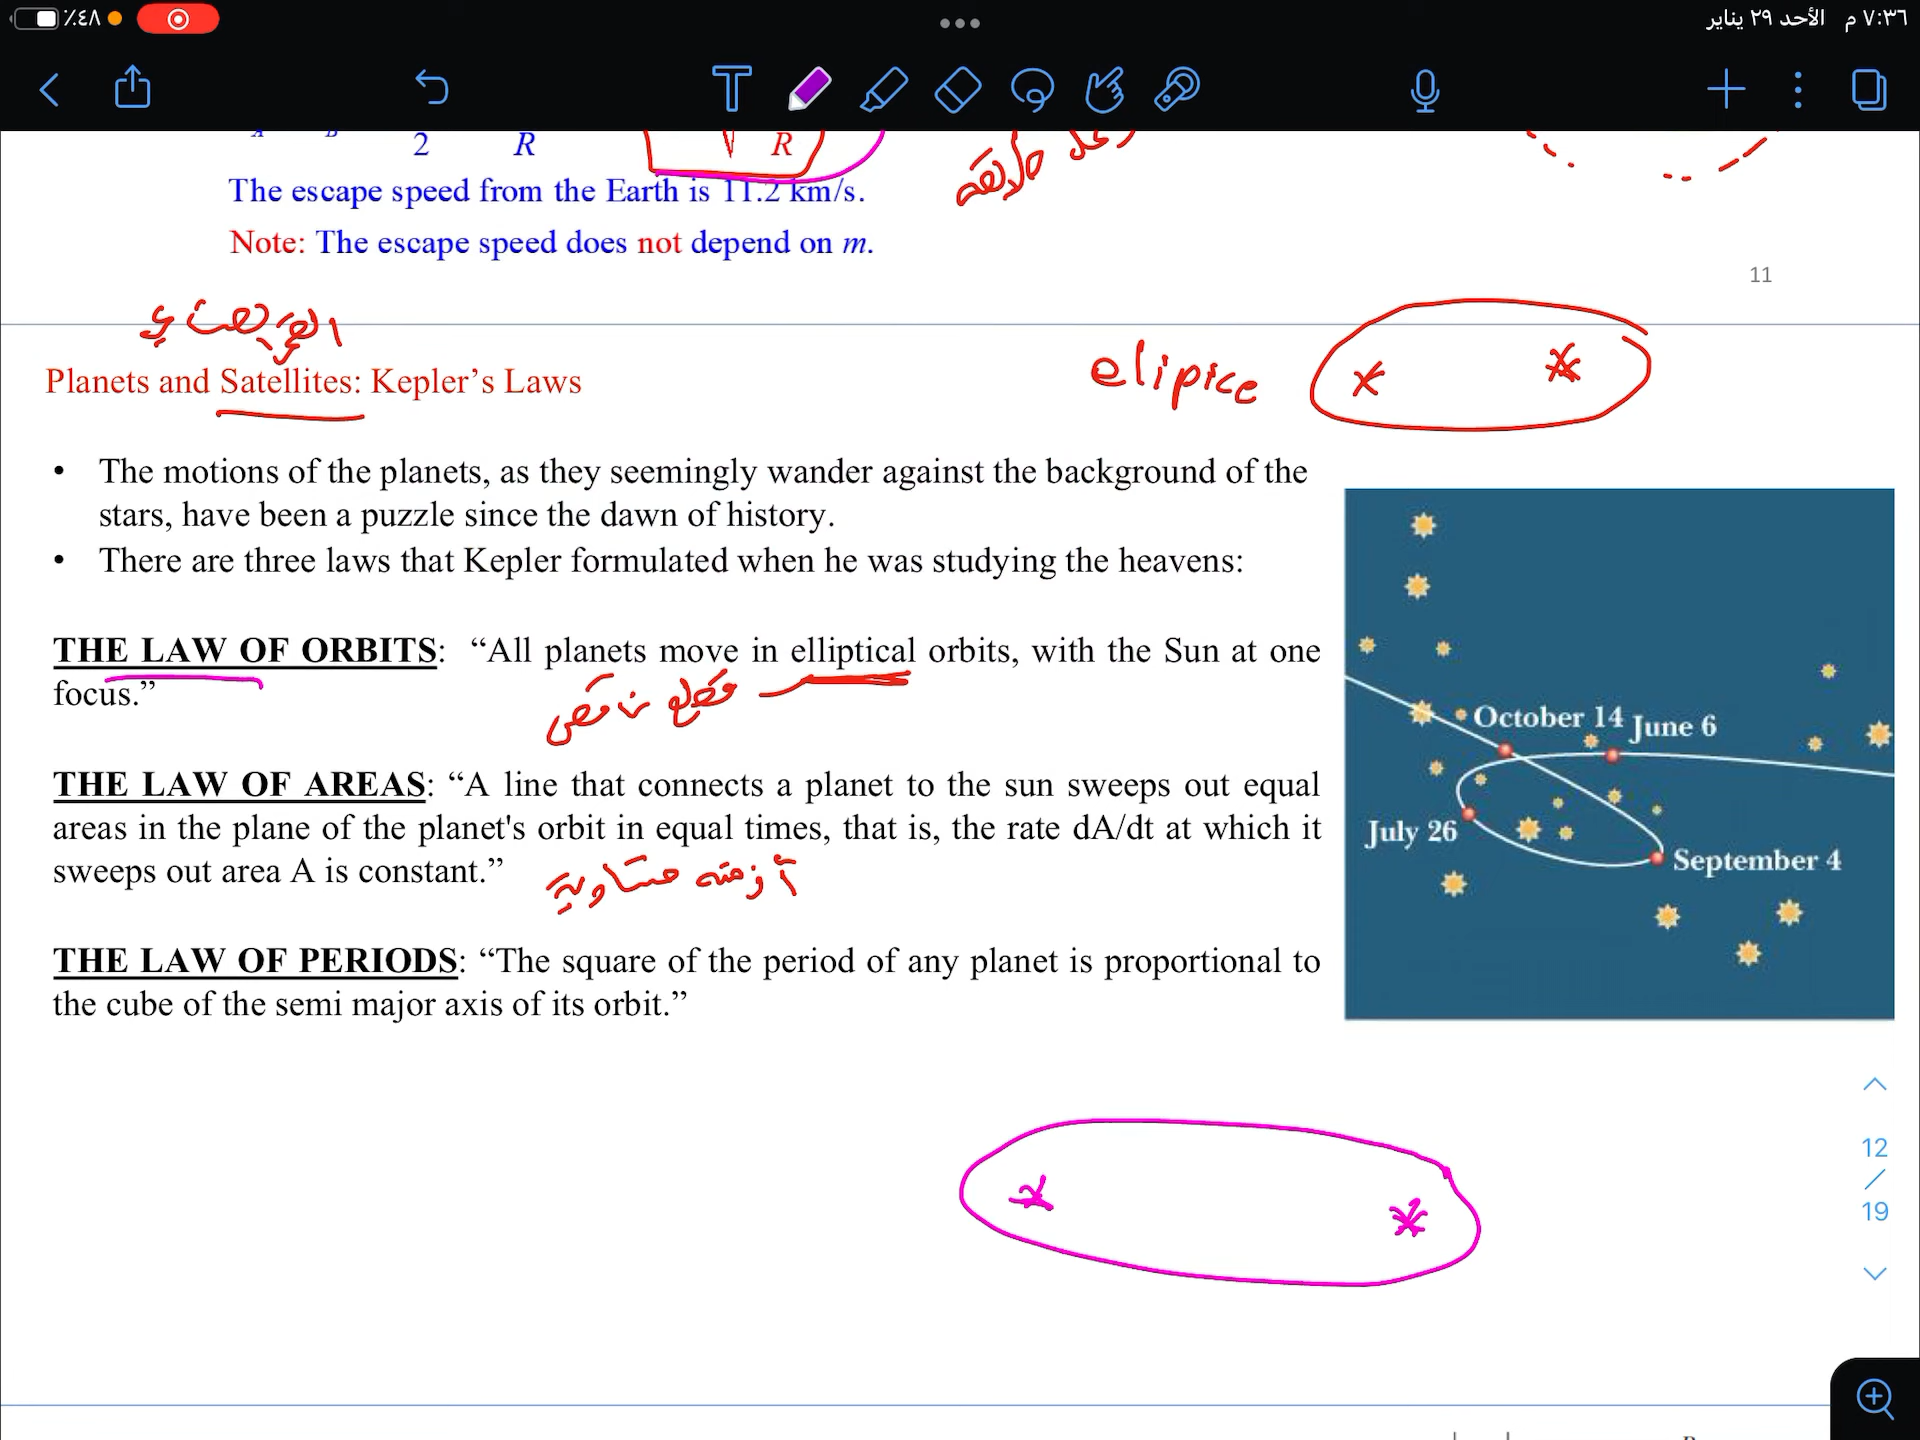 ٪٤٨
٧:٣٦ م الأحد ٢٩ يناير
2 R R
The escape speed from the Earth is 11.2 km/s.
Note: The escape speed does not depend on m.
11
Planets and Satellites: Kepler's Laws
elipice
• The motions of the planets, as they seemingly wander against the background of the
stars, have been a puzzle since the dawn of history.
• There are three laws that Kepler formulated when he was studying the heavens:
THE LAW OF ORBITS: “All planets move in elliptical orbits, with the Sun at one
focus.”
قطع ناقص
THE LAW OF AREAS: “A line that connects a planet to the sun sweeps out equal
areas in the plane of the planet's orbit in equal times, that is, the rate dA/dt at which it
sweeps out area A is constant.”
أزمنه متساوية
THE LAW OF PERIODS: “The square of the period of any planet is proportional to
the cube of the semi major axis of its orbit.”
October 14
June 6
July 26
September 4
12
/
19